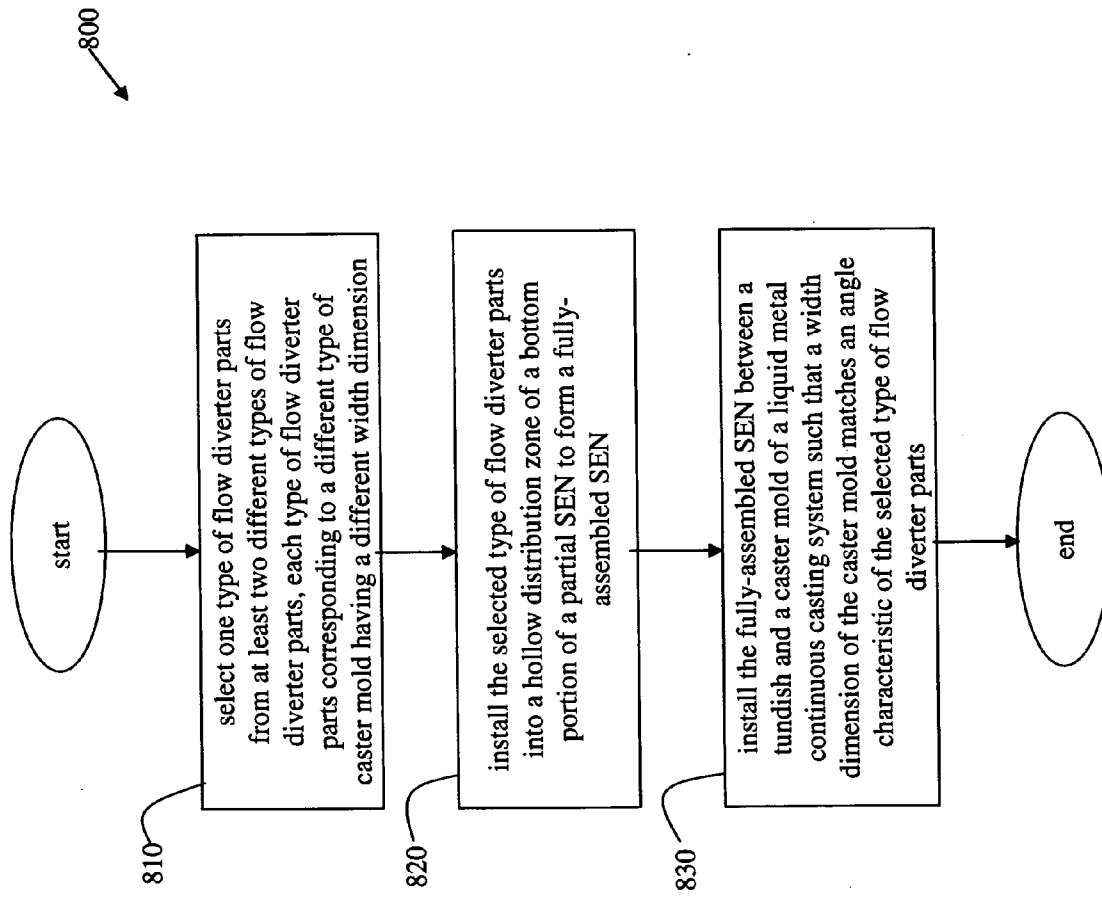 800
start
810
select one type of flow diverter parts
from at least two different types of flow
diverter parts, each type of flow diverter
parts corresponding to a different type of
caster mold having a different width dimension
820
install the selected type of flow diverter parts
into a hollow distribution zone of a bottom
portion of a partial SEN to form a fully-
assembled SEN
830
install the fully-assembled SEN between a
tundish and a caster mold of a liquid metal
continuous casting system such that a width
dimension of the caster mold matches an angle
characteristic of the selected type of flow
diverter parts
end